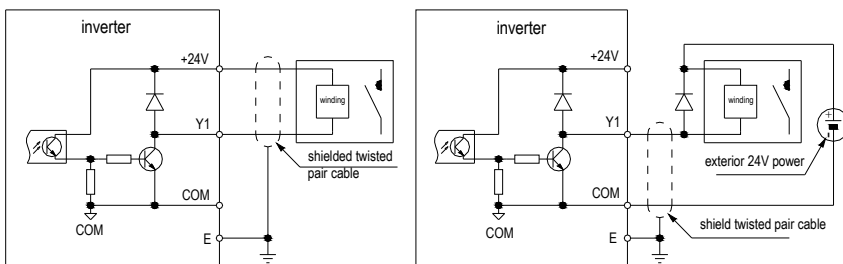 inverter
+24V
winding
Y1
shielded twisted
pair cable
COM
COM
E
inverter
+24V
winding
Y1
exterior 24V power
COM
shield twisted pair cable
COM
E